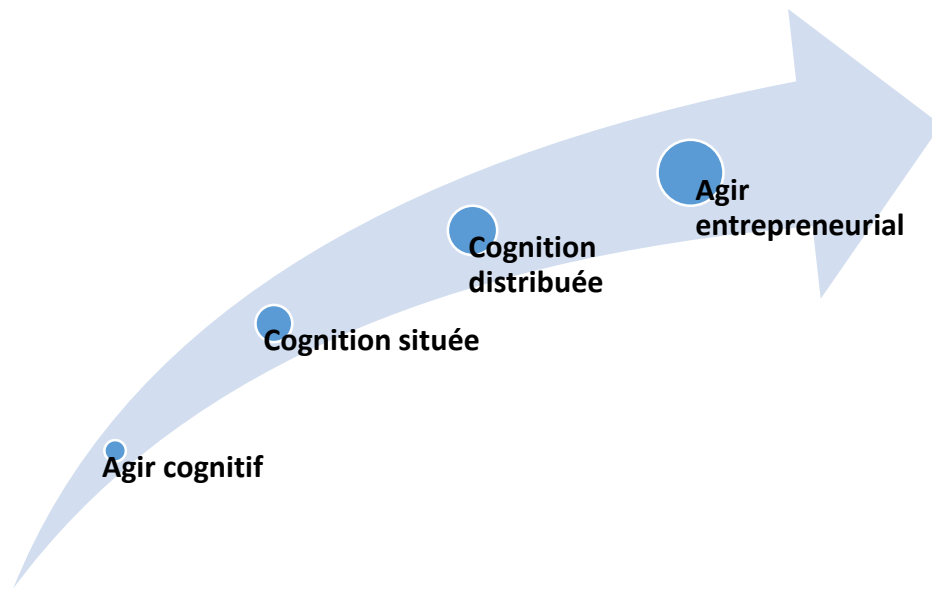 Agir
entrepreneurial
Cognition
distribuée
Cognition située
Agir cognitif